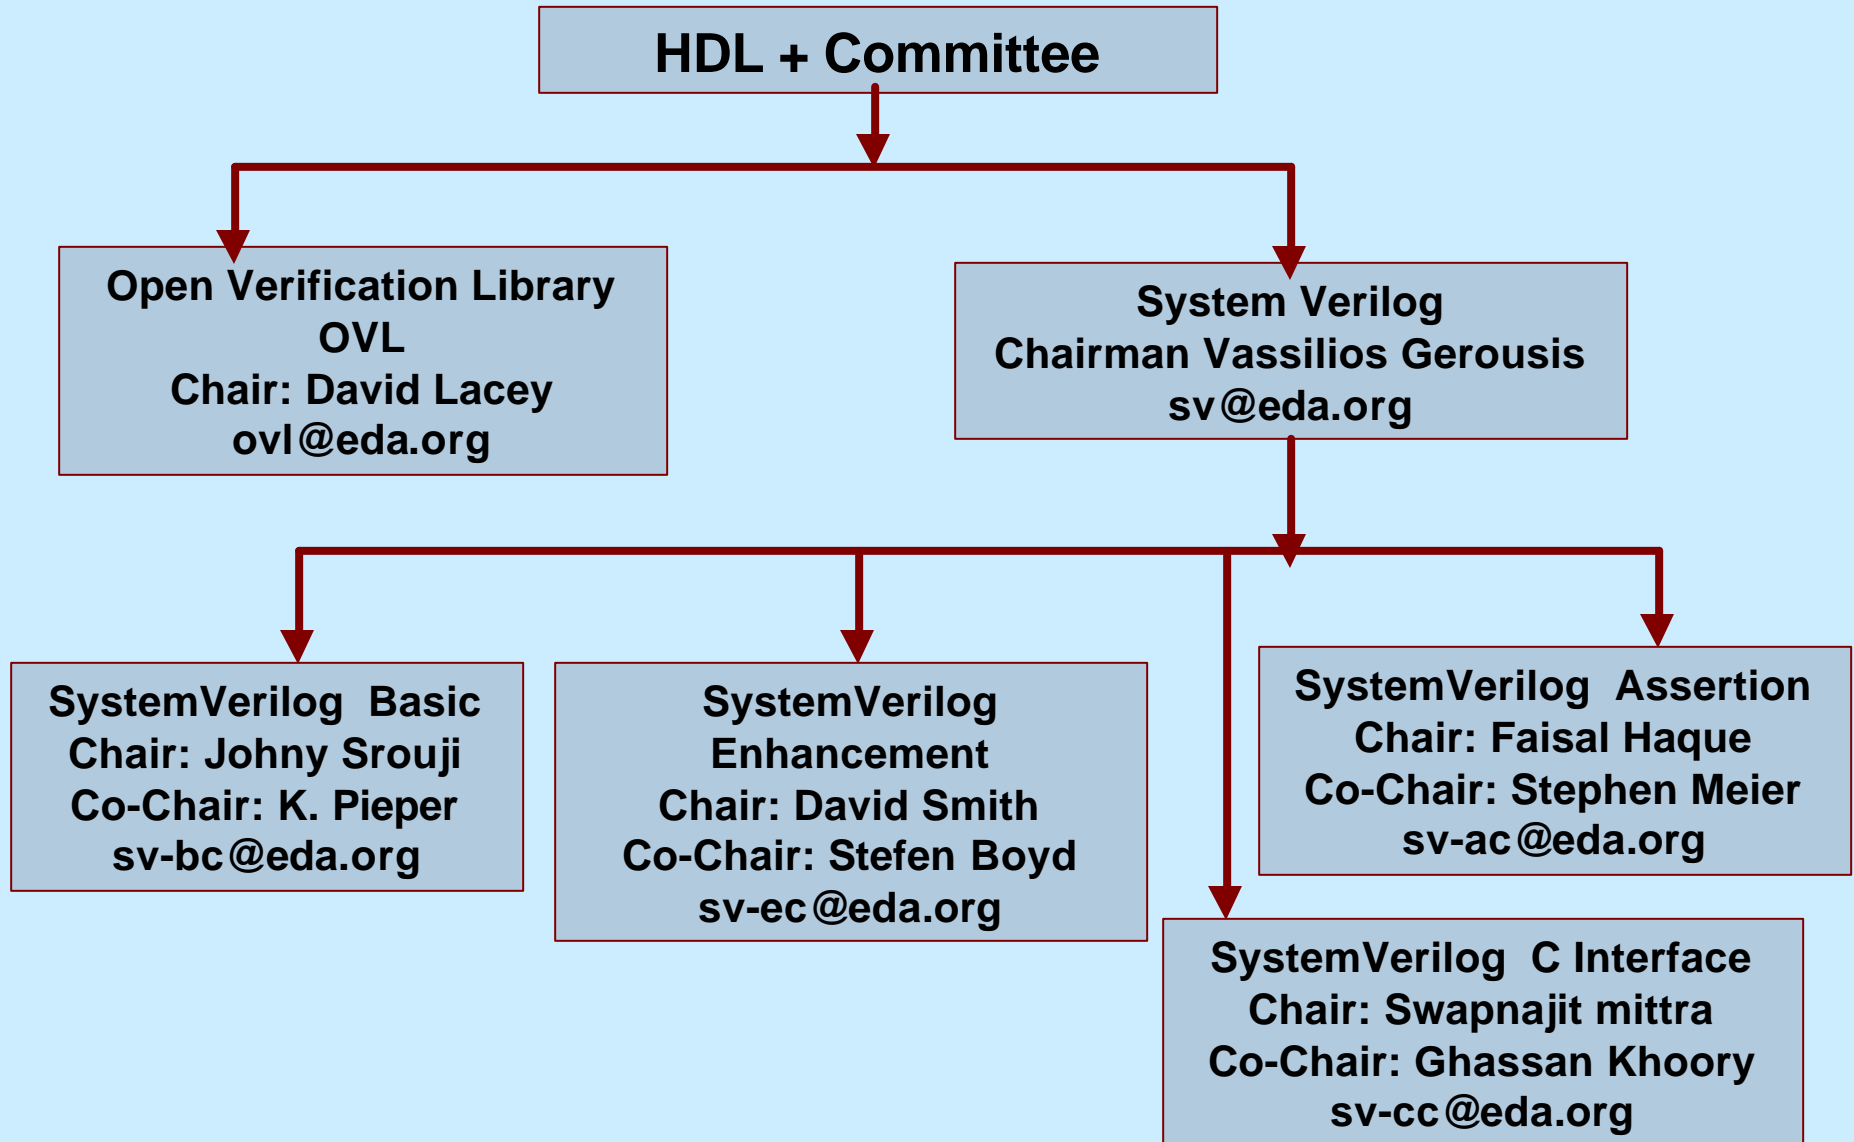 HDL + Committee
Open Verification Library
OVL
Chair: David Lacey
ovl@eda.org
System Verilog
Chairman Vassilios Gerousis
sv@eda.org
SystemVerilog Basic
Chair: Johny Srouji
Co-Chair: K. Pieper
sv-bc@eda.org
SystemVerilog
Enhancement
Chair: David Smith
Co-Chair: Stefen Boyd
sv-ec@eda.org
SystemVerilog Assertion
Chair: Faisal Haque
Co-Chair: Stephen Meier
sv-ac@eda.org
SystemVerilog C Interface
Chair: Swapnajit mittra
Co-Chair: Ghassan Khoory
sv-cc@eda.org